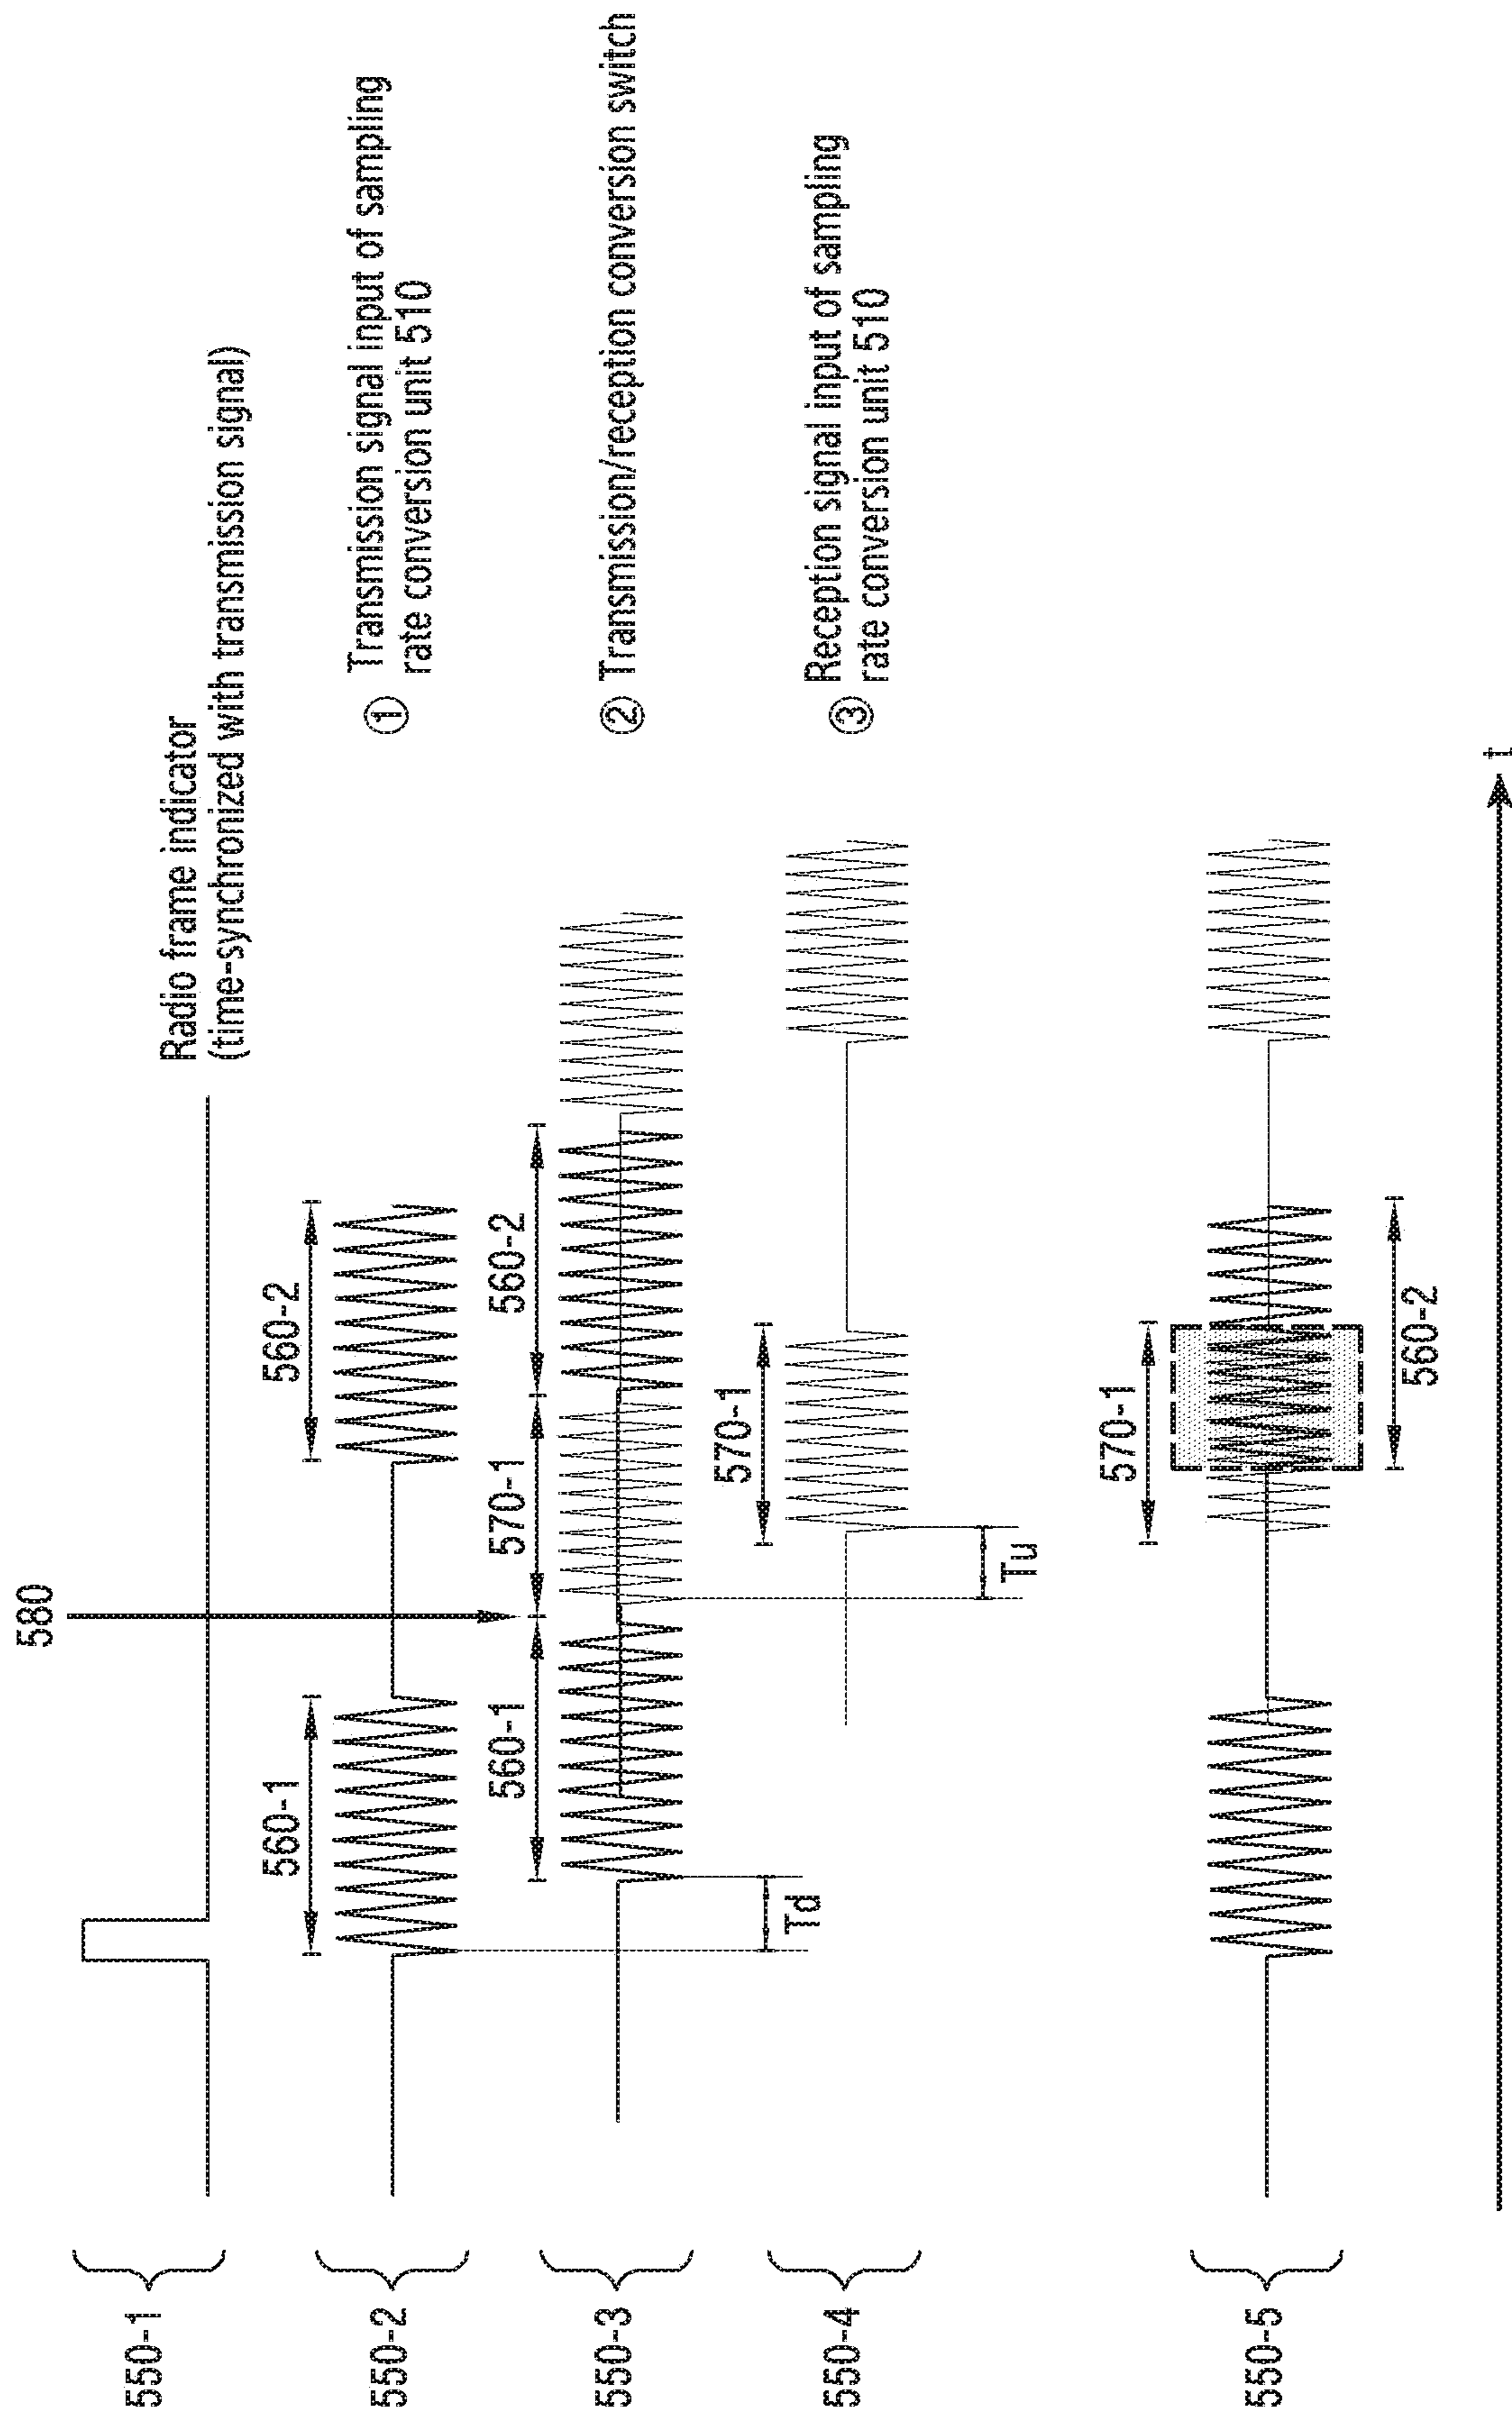 580
550-1
Radio frame indicator
(time-synchronized with transmission signal)
550-2
560-1
560-2
① Transmission signal input of sampling
rate conversion unit 510
550-3
560-1
570-1
560-2
② Transmission/reception conversion switch
Td
550-4
570-1
③ Reception signal input of sampling
rate conversion unit 510
Tu
550-5
570-1
560-2
t